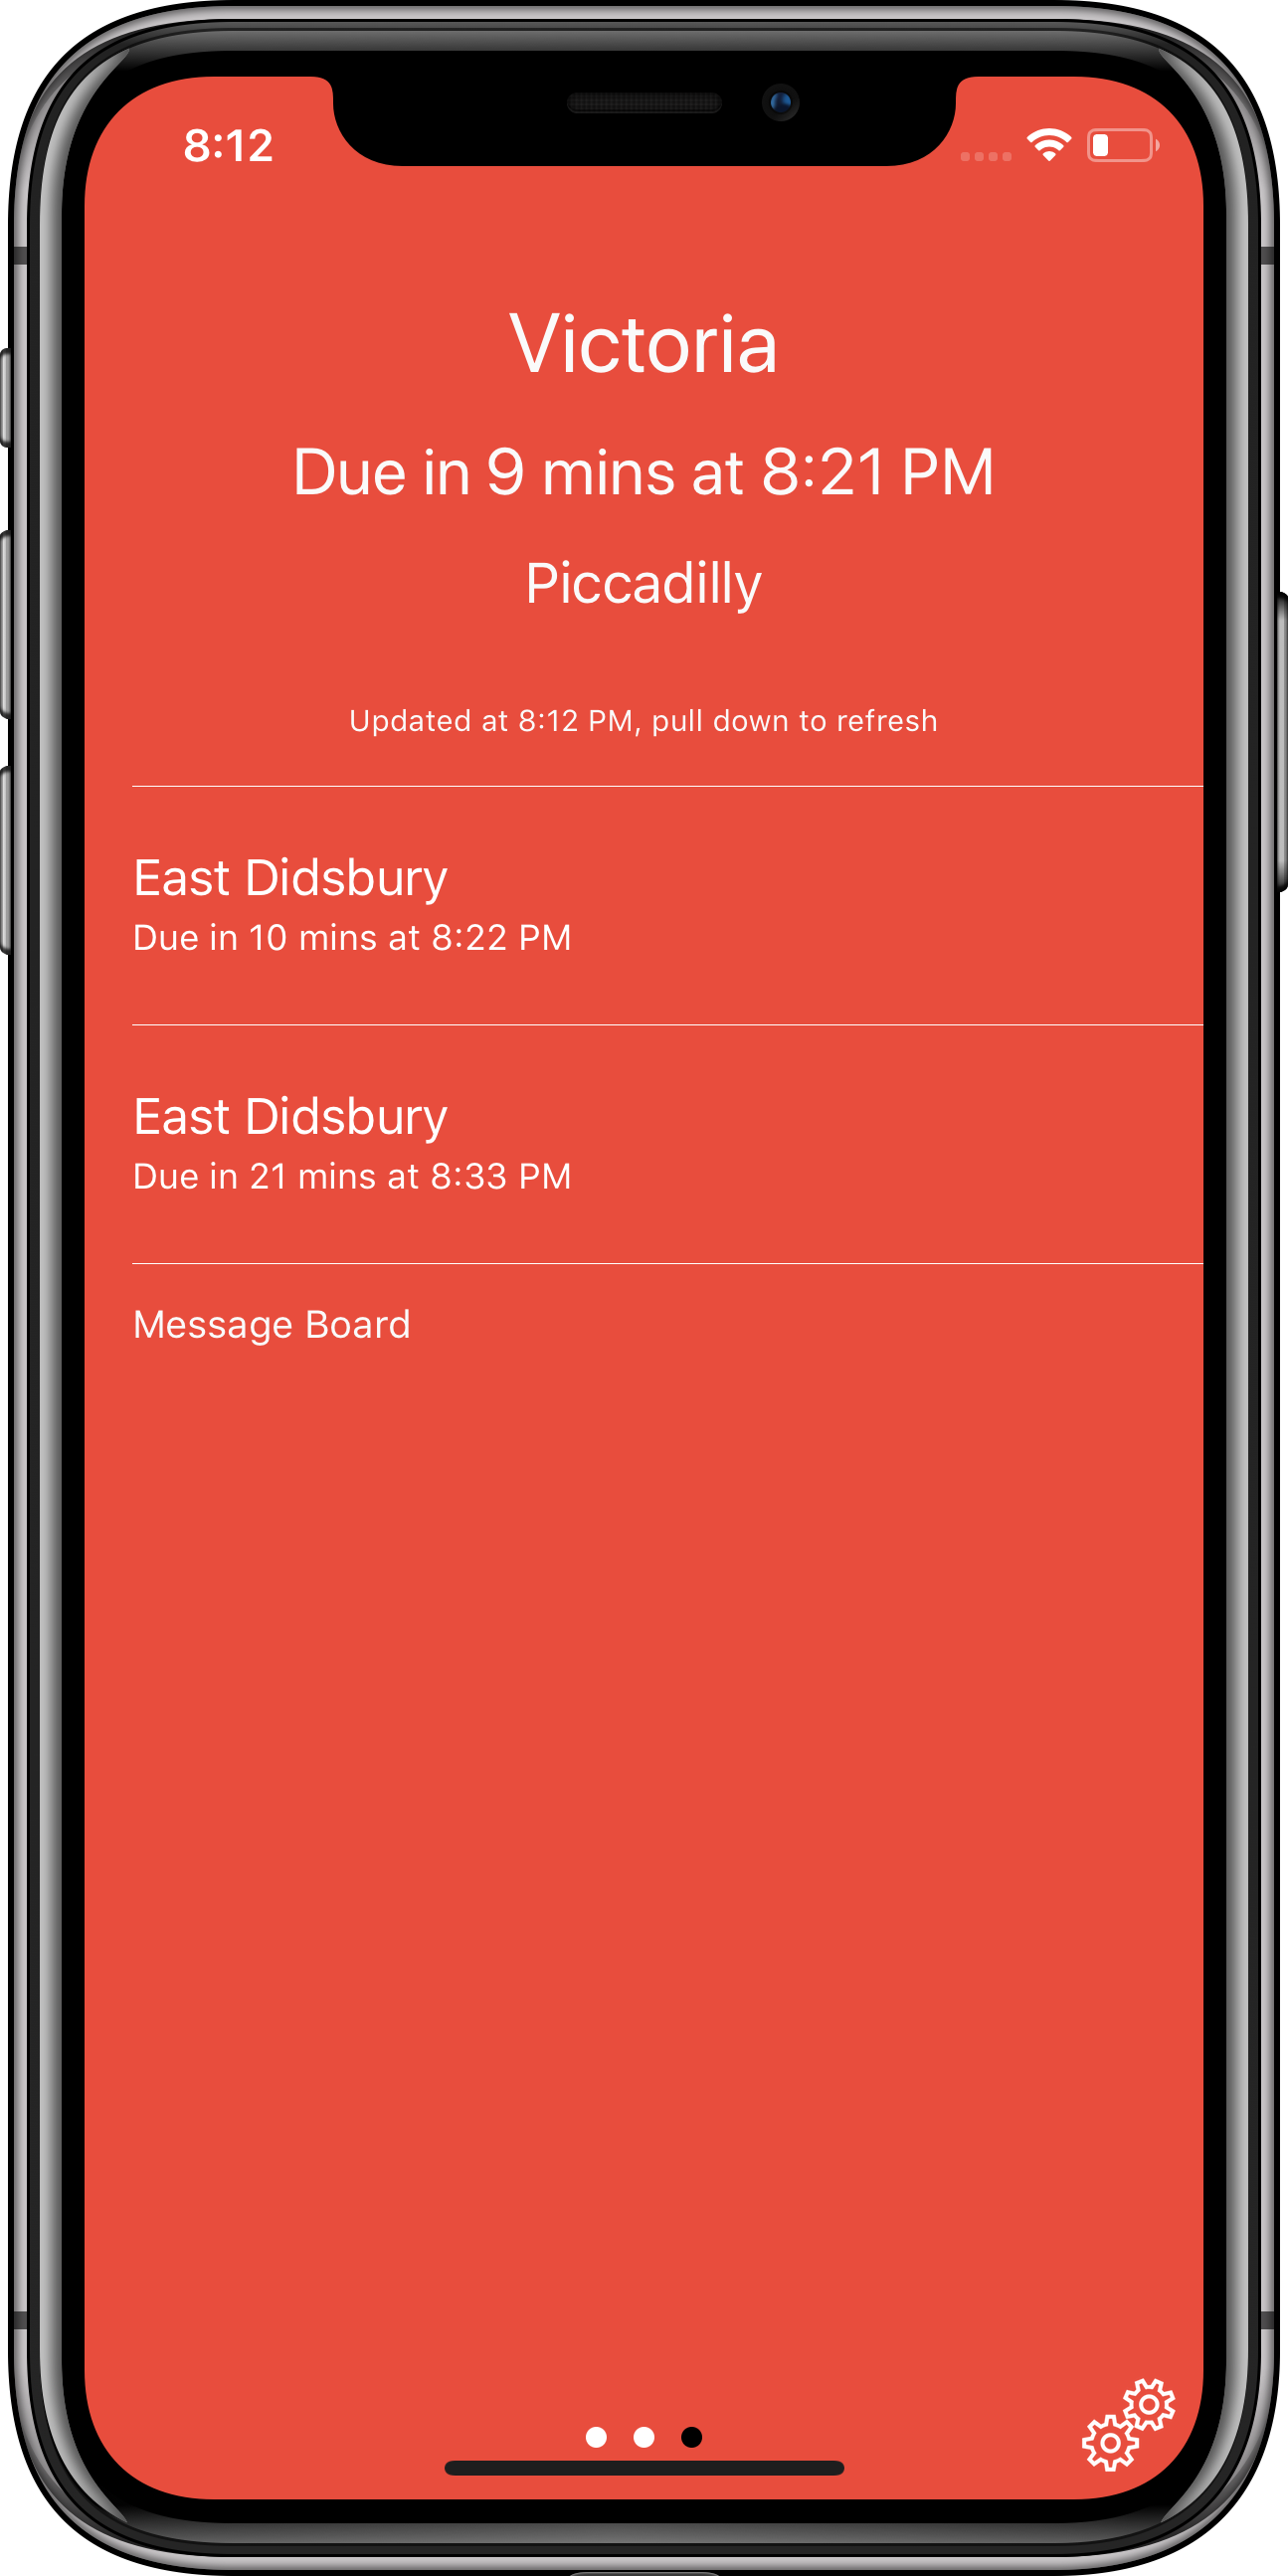 8:12
Victoria
Due in 9 mins at 8:21 PM
Piccadilly
Updated at 8:12 PM, pull down to refresh
East Didsbury
Due in 10 mins at 8:22 PM
East Didsbury
Due in 21 mins at 8:33 PM
Message Board